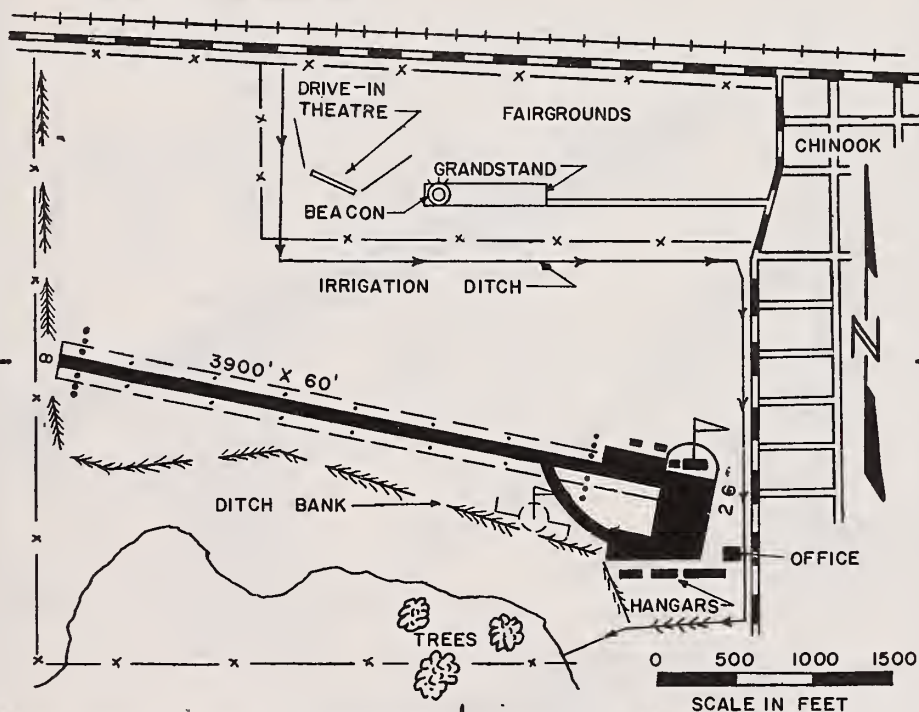 DRIVE-IN
THEATRE
FAIRGROUNDS
CHINOOK
GRANDSTAND
BEACON
IRRIGATION DITCH
N
8
3900' X 60'
26
DITCH BANK
OFFICE
HANGARS
TREES
0 500 1000 1500
SCALE IN FEET